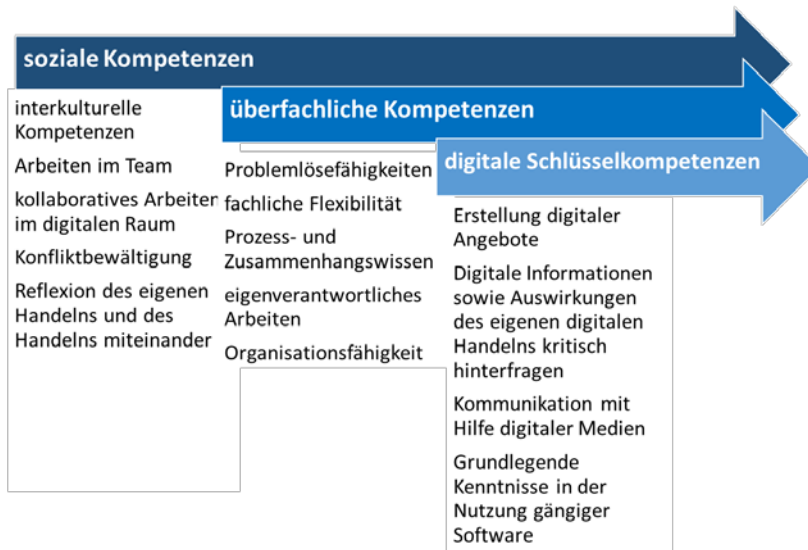 soziale Kompetenzen
interkulturelle
Kompetenzen
Arbeiten im Team
kollaboratives Arbeiten
im digitalen Raum
Konfliktbewältigung
Reflexion des eigenen
Handelns und des
Handelns miteinander
überfachliche Kompetenzen
Problemlösefähigkeiten
fachliche Flexibilität
Prozess- und
Zusammenhangswissen
eigenverantwortliches
Arbeiten
Organisationsfähigkeit
digitale Schlüsselkompetenzen
Erstellung digitaler
Angebote
Digitale Informationen
sowie Auswirkungen
des eigenen digitalen
Handelns kritisch
hinterfragen
Kommunikation mit
Hilfe digitaler Medien
Grundlegende
Kenntnisse in der
Nutzung gängiger
Software